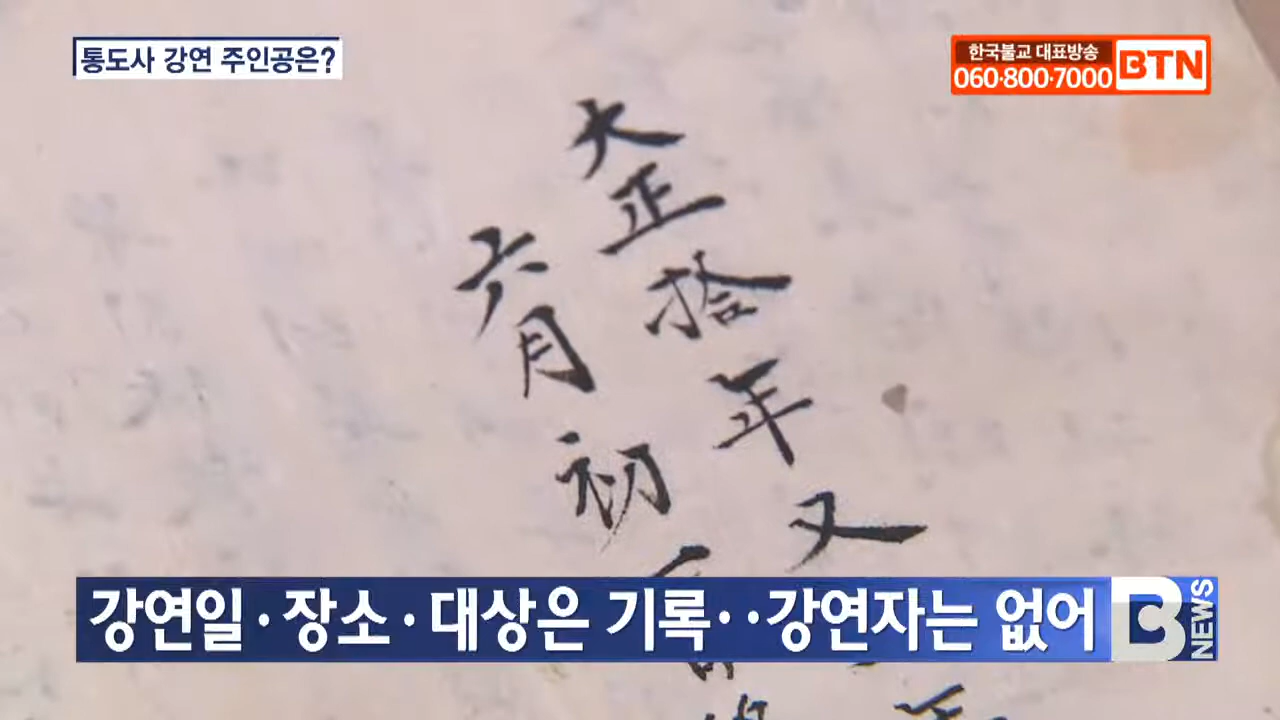 통도사 강연 주인공은?
한국불교 대표방송
060·800·7000
BTN
大正拾年又
六月初
강연일·장소·대상은 기록‥강연자는 없어
B NEWS